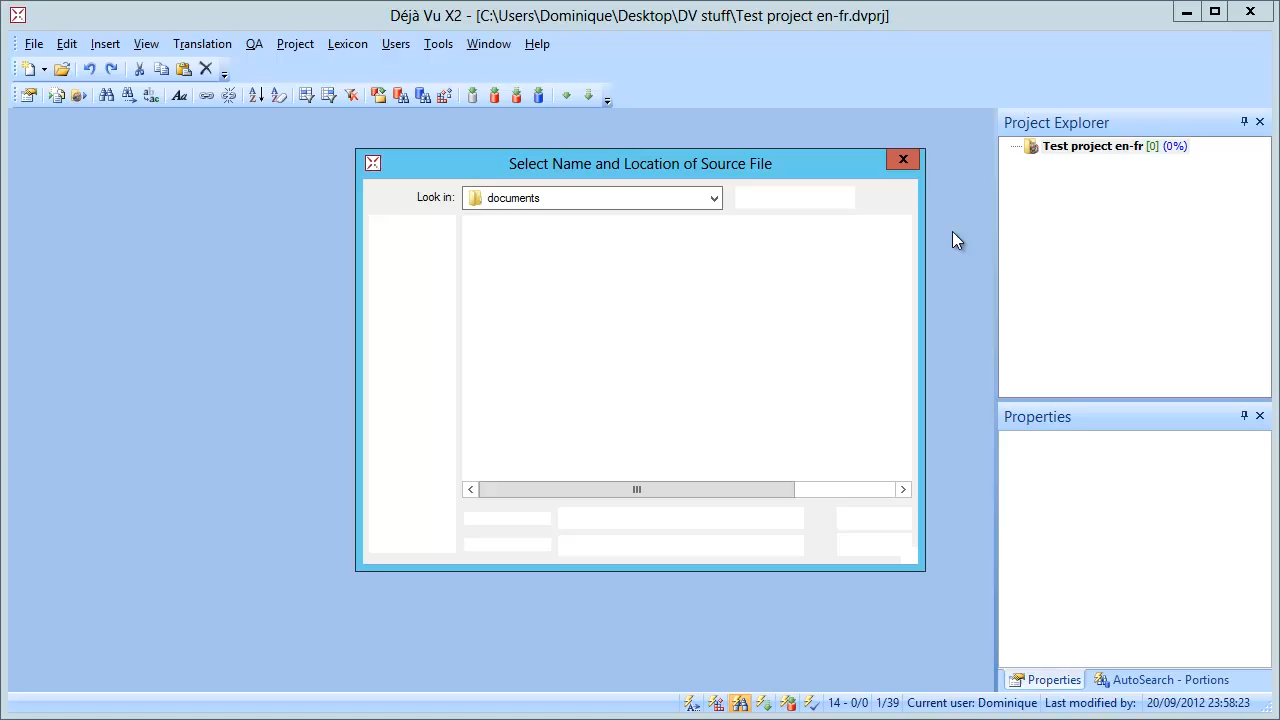 Déjà Vu X2 - [C:\Users\Dominique\Desktop\DV stuff\Test project en-fr.dvprj]
File Edit Insert View Translation QA Project Lexicon Users Tools Window Help
Project Explorer
Test project en-fr [0] (0%)
Select Name and Location of Source File
Look in: documents
Properties
Properties AutoSearch - Portions
14 - 0/0 1/39 Current user: Dominique Last modified by: 20/09/2012 23:58:23